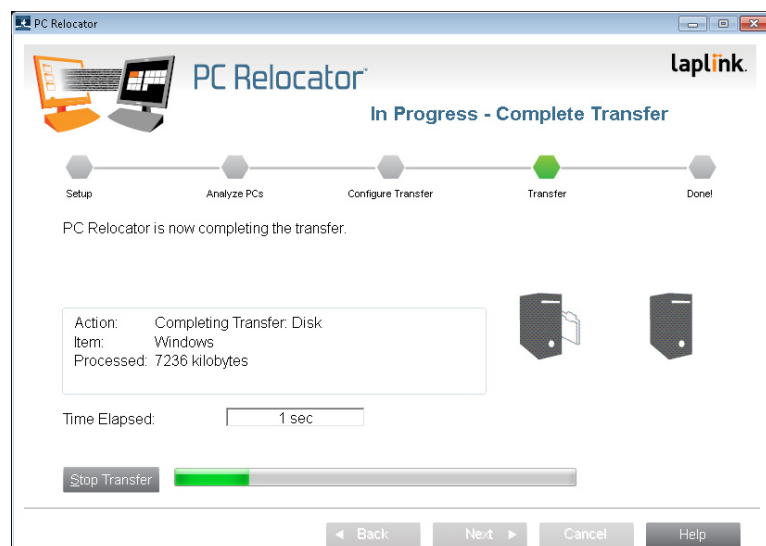 PC Relocator
PC Relocator™
laplink.
In Progress - Complete Transfer
Setup
Analyze PCs
Configure Transfer
Transfer
Done!
PC Relocator is now completing the transfer.
Action: Completing Transfer: Disk
Item: Windows
Processed: 7236 kilobytes
Time Elapsed: 1 sec
Stop Transfer
Back
Next
Cancel
Help